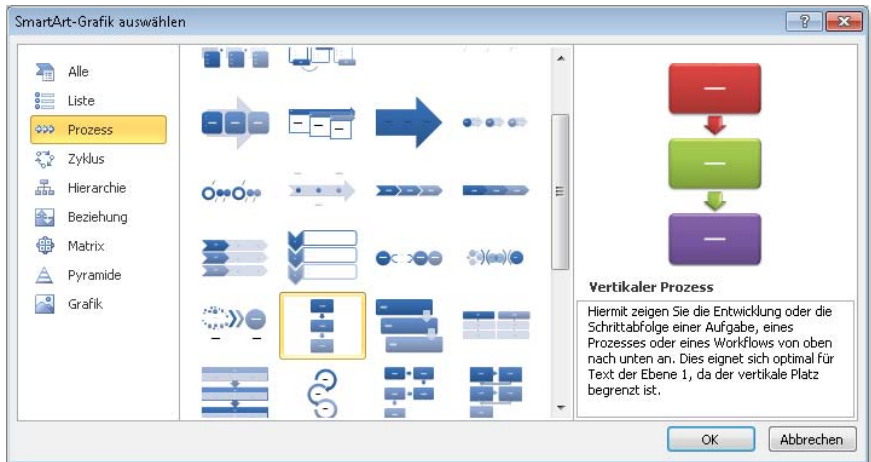 SmartArt-Grafik auswählen
Alle
Liste
Prozess
Zyklus
Hierarchie
Beziehung
Matrix
Pyramide
Grafik
Vertikaler Prozess
Hiermit zeigen Sie die Entwicklung oder die
Schrittabfolge einer Aufgabe, eines
Prozesses oder eines Workflows von oben
nach unten an. Dies eignet sich optimal für
Text der Ebene 1, da der vertikale Platz
begrenzt ist.
OK
Abbrechen